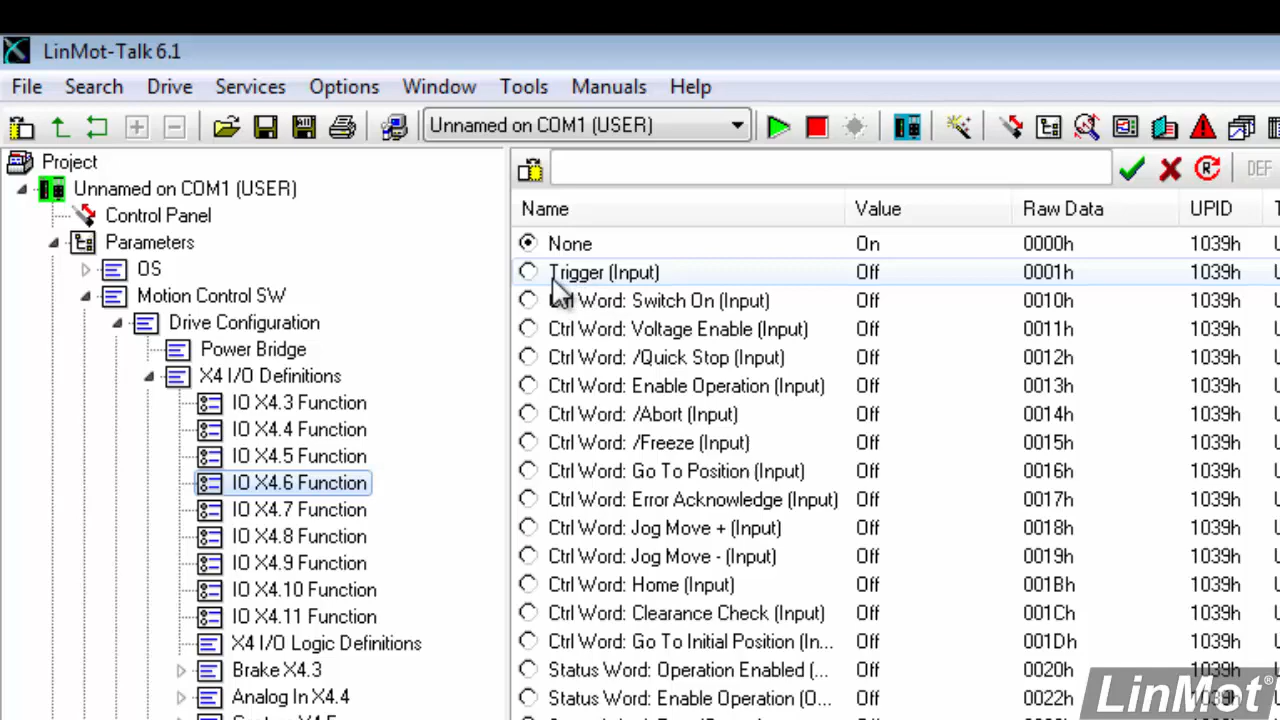 LinMot-Talk 6.1
File Search Drive Services Options Window Tools Manuals Help
Unnamed on COM1 (USER)
Project
Unnamed on COM1 (USER)
Control Panel
Parameters
OS
Motion Control SW
Drive Configuration
Power Bridge
X4 I/O Definitions
IO X4.3 Function
IO X4.4 Function
IO X4.5 Function
IO X4.6 Function
IO X4.7 Function
IO X4.8 Function
IO X4.9 Function
IO X4.10 Function
IO X4.11 Function
X4 I/O Logic Definitions
Brake X4.3
Analog In X4.4
DEF
Name Value Raw Data UPID
None On 0000h 1039h
Trigger (Input) Off 0001h 1039h
Ctrl Word: Switch On (Input) Off 0010h 1039h
Ctrl Word: Voltage Enable (Input) Off 0011h 1039h
Ctrl Word: /Quick Stop (Input) Off 0012h 1039h
Ctrl Word: Enable Operation (Input) Off 0013h 1039h
Ctrl Word: /Abort (Input) Off 0014h 1039h
Ctrl Word: /Freeze (Input) Off 0015h 1039h
Ctrl Word: Go To Position (Input) Off 0016h 1039h
Ctrl Word: Error Acknowledge (Input) Off 0017h 1039h
Ctrl Word: Jog Move + (Input) Off 0018h 1039h
Ctrl Word: Jog Move - (Input) Off 0019h 1039h
Ctrl Word: Home (Input) Off 001Bh 1039h
Ctrl Word: Clearance Check (Input) Off 001Ch 1039h
Ctrl Word: Go To Initial Position (In... Off 001Dh 1039h
Status Word: Operation Enabled (... Off 0020h 1039h
Status Word: Enable Operation (O... Off 0022h 1039h
LinMot®